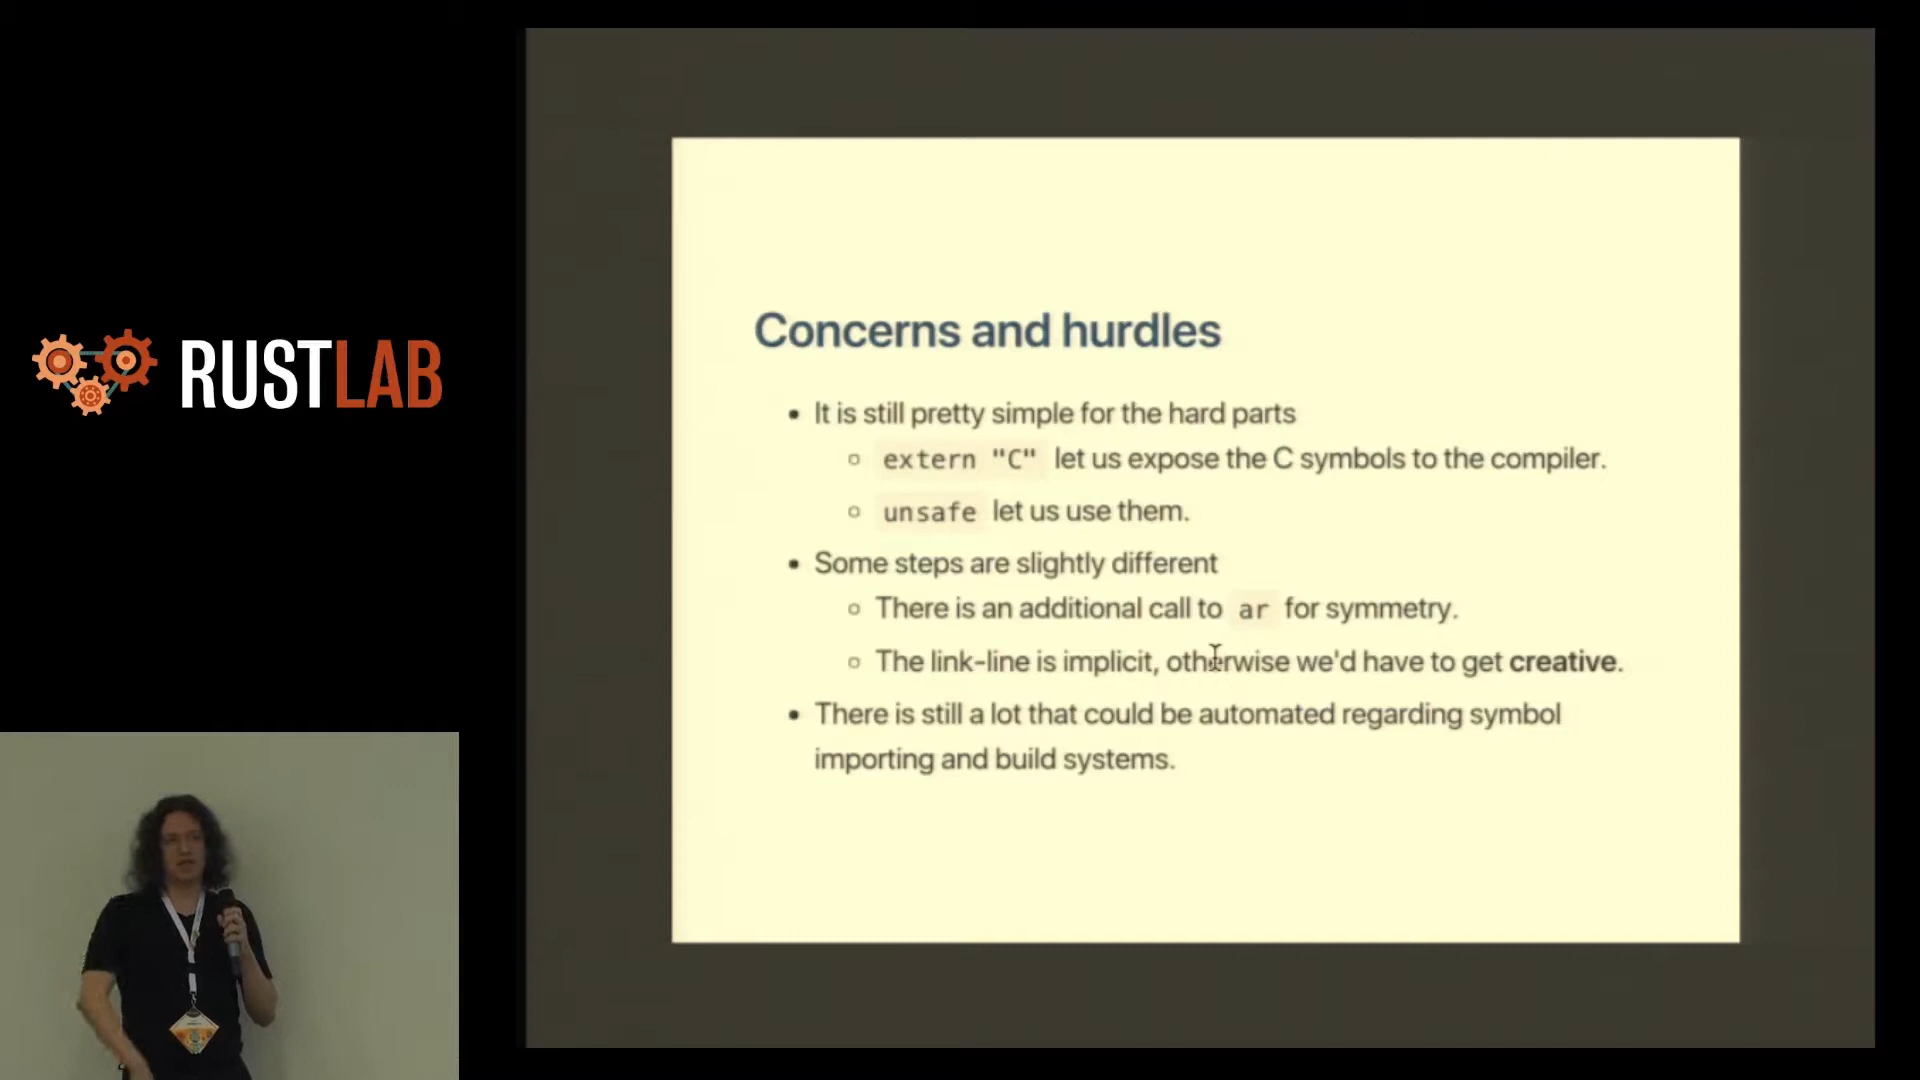 RUSTLAB
Concerns and hurdles
• It is still pretty simple for the hard parts
○ extern "C" let us expose the C symbols to the compiler.
○ unsafe let us use them.
• Some steps are slightly different
○ There is an additional call to ar for symmetry.
○ The link-line is implicit, otherwise we'd have to get creative.
• There is still a lot that could be automated regarding symbol
importing and build systems.